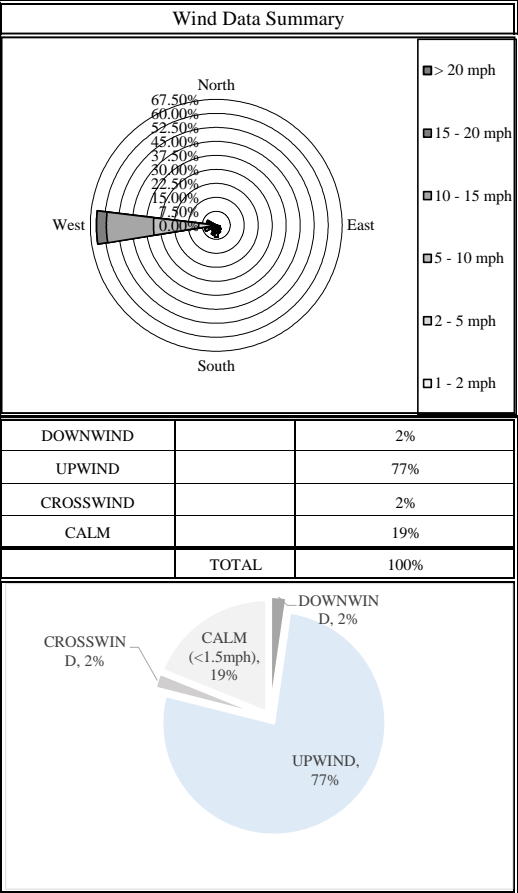 Wind Data Summary
North
67.50%
60.00%
52.50%
45.00%
37.50%
30.00%
22.50%
15.00%
7.50%
0.00%
West
East
South
> 20 mph
15 - 20 mph
10 - 15 mph
5 - 10 mph
2 - 5 mph
1 - 2 mph
DOWNWIND 2%
UPWIND 77%
CROSSWIND 2%
CALM 19%
TOTAL 100%
DOWNWIN
D, 2%
CROSSWIN
D, 2%
CALM
(<1.5mph),
19%
UPWIND,
77%